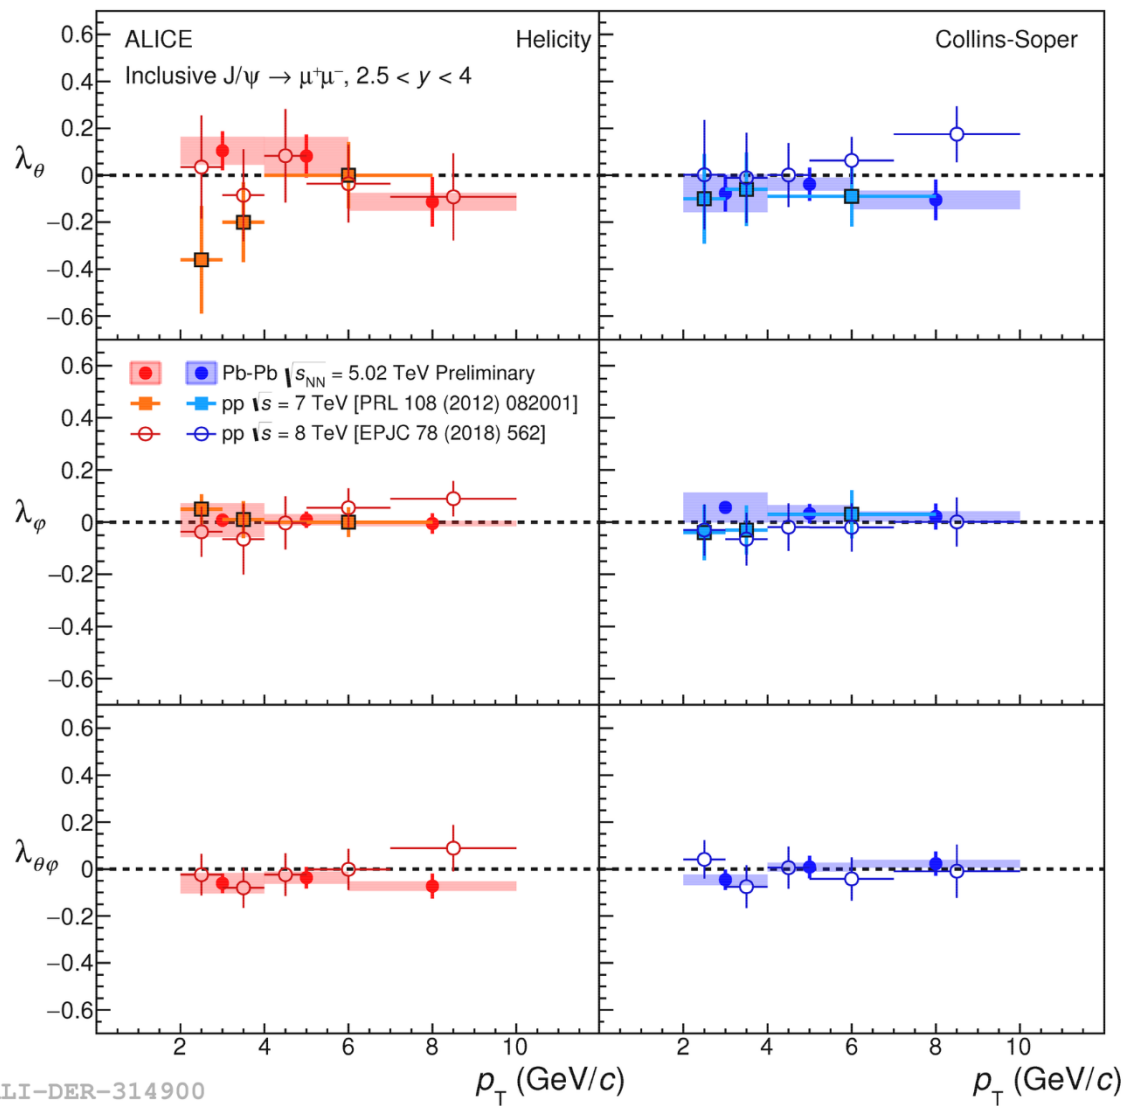 ALICE Helicity Collins-Soper
Inclusive J/ψ → μ⁺μ⁻, 2.5 < y < 4
0.6
0.4
0.2
0
−0.2
−0.4
−0.6
λθ
Pb-Pb √sNN = 5.02 TeV Preliminary
pp √s = 7 TeV [PRL 108 (2012) 082001]
pp √s = 8 TeV [EPJC 78 (2018) 562]
0.6
0.4
0.2
0
−0.2
−0.4
−0.6
λφ
0.6
0.4
0.2
0
−0.2
−0.4
−0.6
λθφ
2 4 6 8 10 2 4 6 8 10
pT (GeV/c) pT (GeV/c)
LI-DER-314900